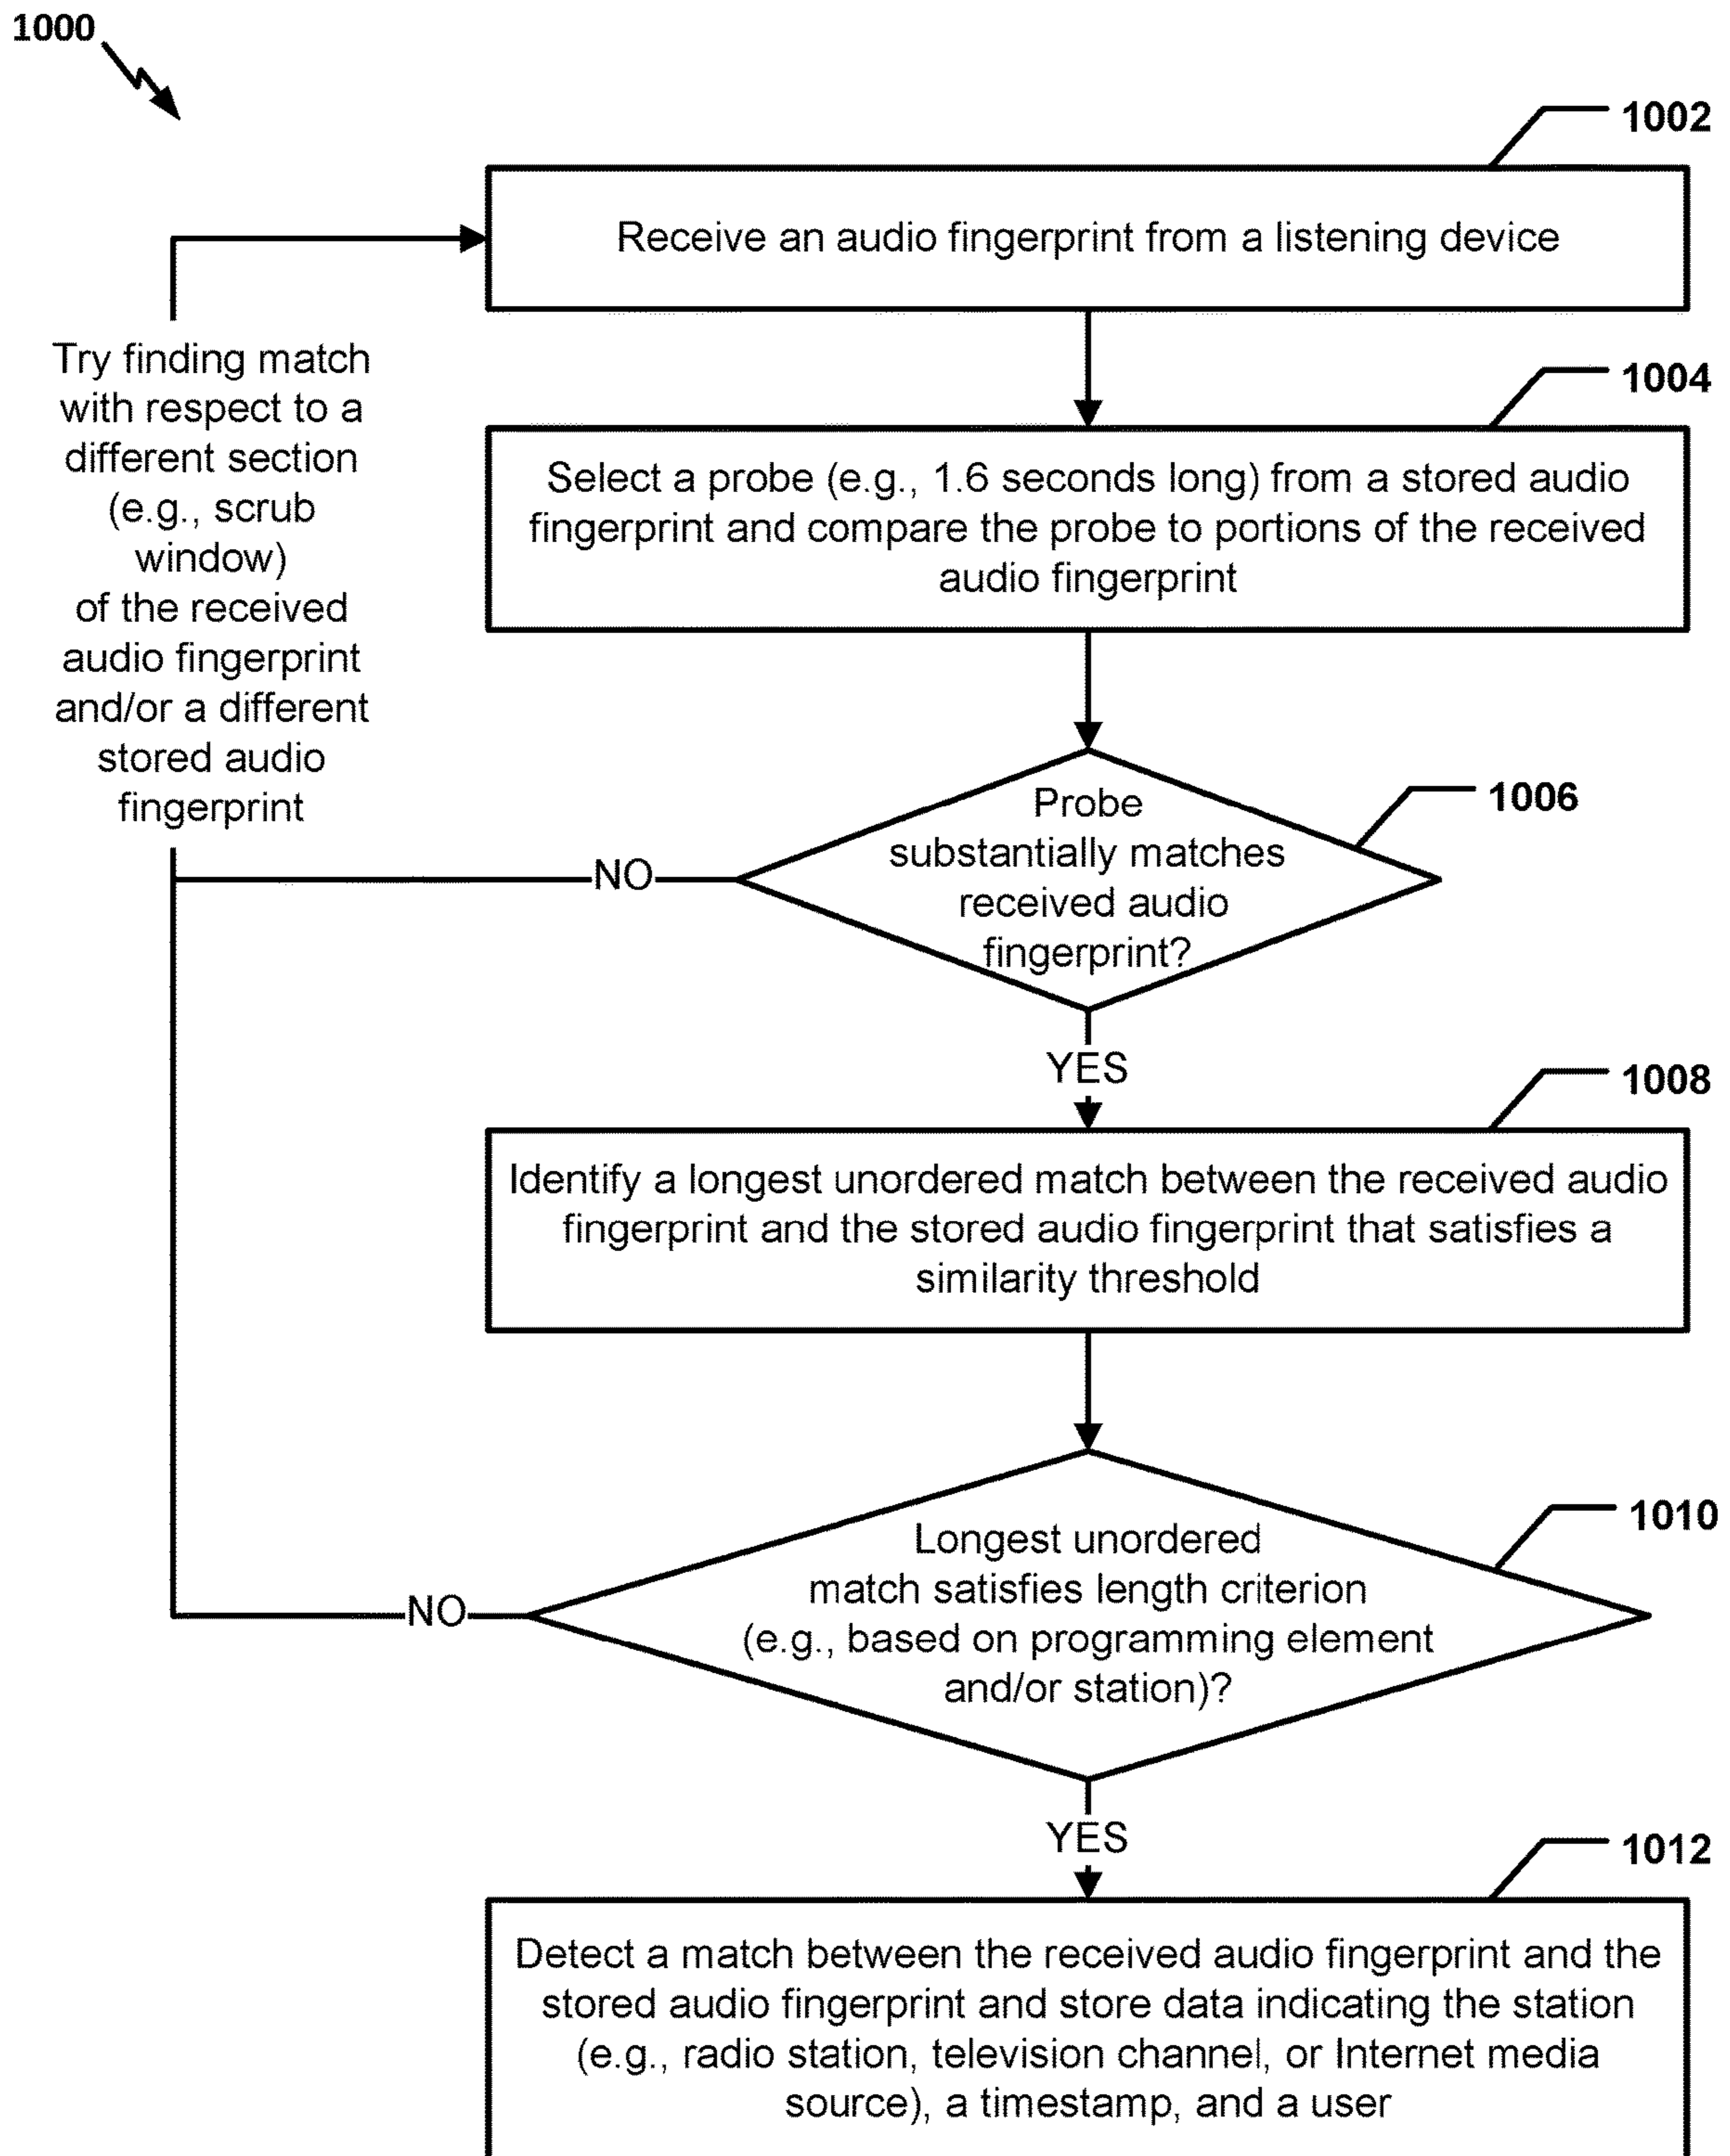 1000
1002
Receive an audio fingerprint from a listening device
Try finding match
with respect to a
different section
(e.g., scrub
window)
of the received
audio fingerprint
and/or a different
stored audio
fingerprint
1004
Select a probe (e.g., 1.6 seconds long) from a stored audio
fingerprint and compare the probe to portions of the received
audio fingerprint
1006
Probe
substantially matches
received audio
fingerprint?
NO
YES
1008
Identify a longest unordered match between the received audio
fingerprint and the stored audio fingerprint that satisfies a
similarity threshold
1010
Longest unordered
match satisfies length criterion
(e.g., based on programming element
and/or station)?
NO
YES
1012
Detect a match between the received audio fingerprint and the
stored audio fingerprint and store data indicating the station
(e.g., radio station, television channel, or Internet media
source), a timestamp, and a user